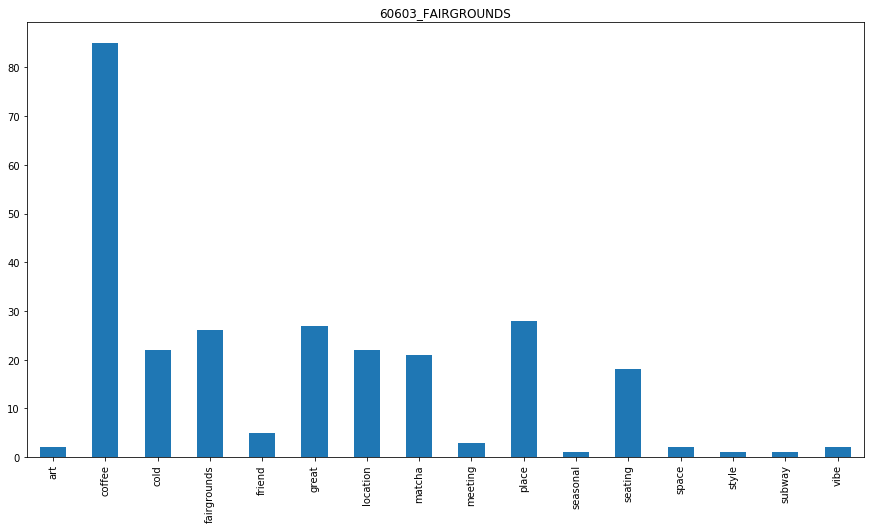 60603_FAIRGROUNDS
80
70
60
50
40
30
20
10
0
art
coffee
cold
fairgrounds
friend
great
location
matcha
meeting
place
seasonal
seating
space
style
subway
vibe